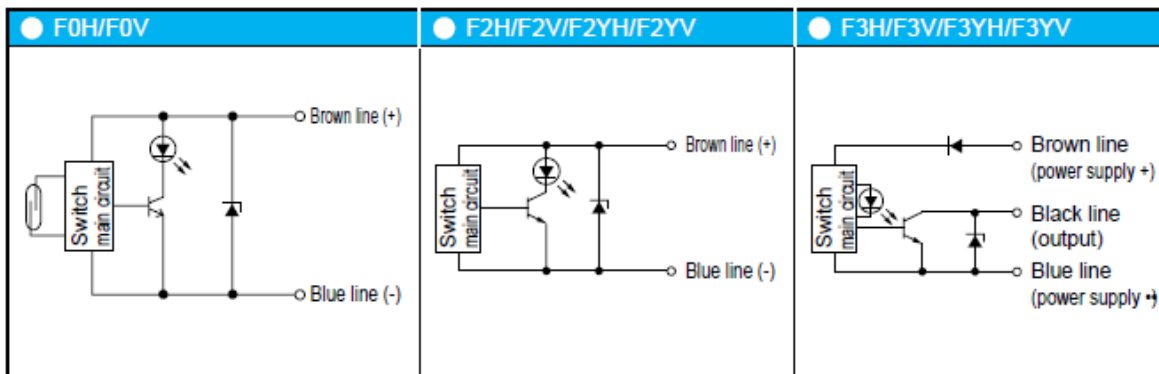 F0H/F0V
F2H/F2V/F2YH/F2YV
F3H/F3V/F3YH/F3YV
Brown line (+)
Switch
main circuit
Blue line (-)
Brown line (+)
Switch
main circuit
Blue line (-)
Brown line
(power supply +)
Switch
main circuit
Black line
(output)
Blue line
(power supply